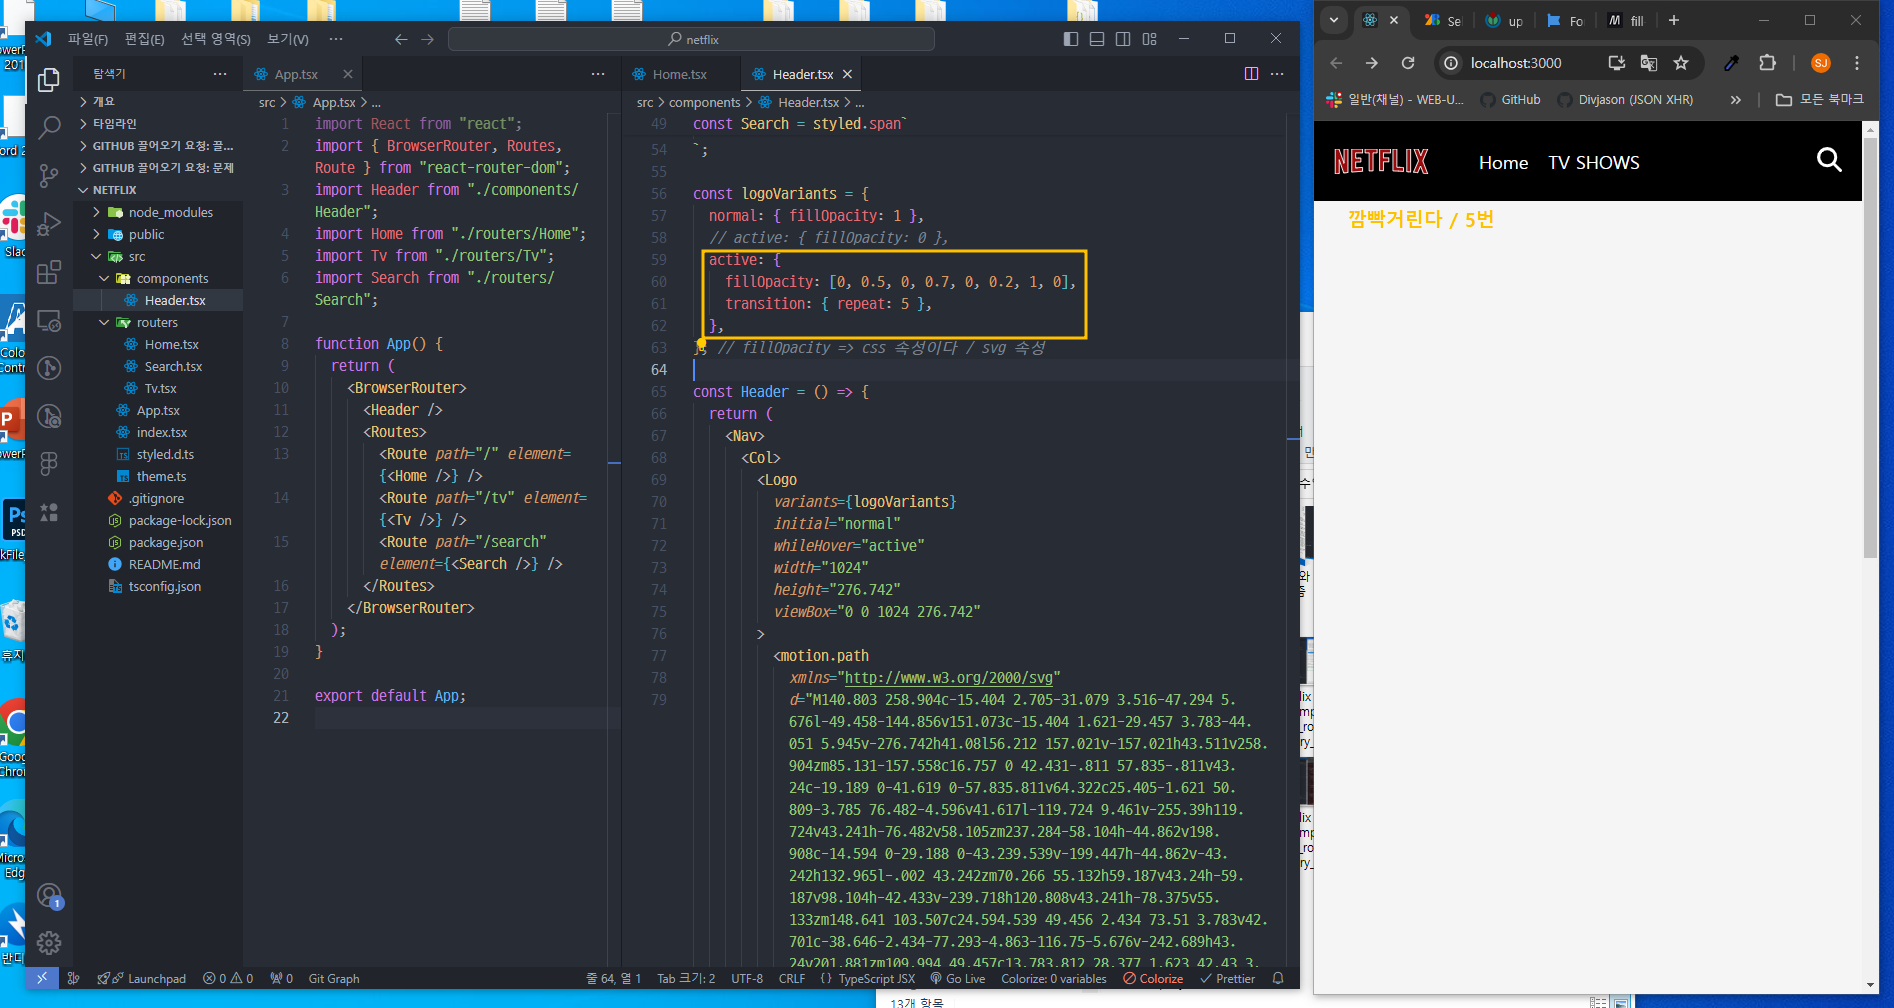 파일(F) 편집(E) 선택 영역(S) 보기(V) ··· netflix
탐색기 ···
개요
타임라인
GITHUB 끌어오기 요청: 끌...
GITHUB 끌어오기 요청: 문제
NETFLIX
node_modules
public
src
components
Header.tsx
routers
Home.tsx
Search.tsx
Tv.tsx
App.tsx
index.tsx
styled.d.ts
theme.ts
.gitignore
package-lock.json
package.json
README.md
tsconfig.json
App.tsx
src > App.tsx > ...
1 import React from "react";
2 import { BrowserRouter, Routes,
Route } from "react-router-dom";
3 import Header from "./components/
Header";
4 import Home from "./routers/Home";
5 import Tv from "./routers/Tv";
6 import Search from "./routers/
Search";
7
8 function App() {
9 return (
10 <BrowserRouter>
11 <Header />
12 <Routes>
13 <Route path="/" element=
{<Home />} />
14 <Route path="/tv" element=
{<Tv />} />
15 <Route path="/search"
element={<Search />} />
16 </Routes>
17 </BrowserRouter>
18 );
19 }
20
21 export default App;
22
Home.tsx Header.tsx
src > components > Header.tsx > ...
49 const Search = styled.span`
54 `;
55
56 const logoVariants = {
57 normal: { fillOpacity: 1 },
58 // active: { fillOpacity: 0 },
59 active: {
60 fillOpacity: [0, 0.5, 0, 0.7, 0, 0.2, 1, 0],
61 transition: { repeat: 5 },
62 },
63 }; // fillOpacity => css 속성이다 / svg 속성
64
65 const Header = () => {
66 return (
67 <Nav>
68 <Col>
69 <Logo
70 variants={logoVariants}
71 initial="normal"
72 whileHover="active"
73 width="1024"
74 height="276.742"
75 viewBox="0 0 1024 276.742"
76 >
77 <motion.path
78 xmlns="http://www.w3.org/2000/svg"
79 d="M140.803 258.904c-15.404 2.705-31.079 3.516-47.294 5.
676l-49.458-144.856v151.073c-15.404 1.621-29.457 3.783-44.
051 5.945v-276.742h41.08l56.212 157.021v-157.021h43.511v258.
904zm85.131-157.558c16.757 0 42.431-.811 57.835-.811v43.
24c-19.189 0-41.619 0-57.835.811v64.322c25.405-1.621 50.
809-3.785 76.482-4.596v41.617l-119.724 9.461v-255.39h119.
724v43.241h-76.482v58.105zm237.284-58.104h-44.862v198.
908c-14.594 0-29.188 0-43.239.539v-199.447h-44.862v-43.
242h132.965l-.002 43.242zm70.266 55.132h59.187v43.24h-59.
187v98.104h-42.433v-239.718h120.808v43.241h-78.375v55.
133zm148.641 103.507c24.594.539 49.456 2.434 73.51 3.783v42.
701c-38.646-2.434-77.293-4.863-116.75-5.676v-242.689h43.
24v201.881zm109.994 49.457c13.783.812 28.377 1.623 42.43 3.
Launchpad 0 0 0 Git Graph 줄 64, 열 1 Tab 크기: 2 UTF-8 CRLF {} TypeScript JSX Go Live Colorize: 0 variables Colorize Prettier
up fill
localhost:3000 SJ
일반(채널) - WEB-U... GitHub Divjason (JSON XHR) » 모든 북마크
NETFLIX Home TV SHOWS
깜빡거린다 / 5번
13개 항목